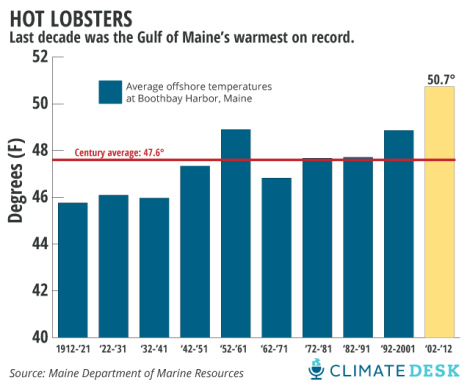 HOT LOBSTERS
Last decade was the Gulf of Maine's warmest on record.
52
50
48
46
44
42
40
Degrees (F)
Average offshore temperatures
at Boothbay Harbor, Maine
50.7°
Century average: 47.6°
1912-'21 '22-'31 '32-'41 '42-'51 '52-'61 '62-'71 '72-'81 '82-'91 '92-2001 '02-'12
Source: Maine Department of Marine Resources
CLIMATE DESK